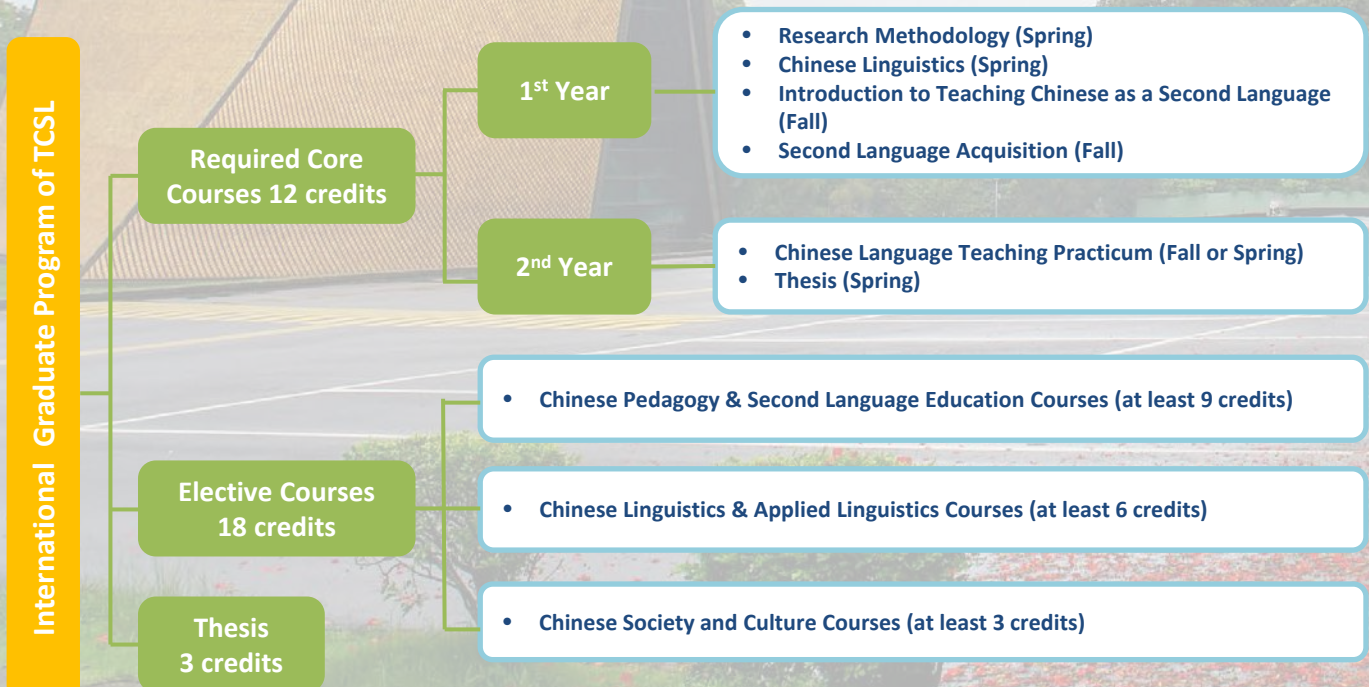 International Graduate Program of TCSL
Required Core
Courses 12 credits
1st Year
• Research Methodology (Spring)
• Chinese Linguistics (Spring)
• Introduction to Teaching Chinese as a Second Language
(Fall)
• Second Language Acquisition (Fall)
2nd Year
• Chinese Language Teaching Practicum (Fall or Spring)
• Thesis (Spring)
Elective Courses
18 credits
• Chinese Pedagogy & Second Language Education Courses (at least 9 credits)
• Chinese Linguistics & Applied Linguistics Courses (at least 6 credits)
• Chinese Society and Culture Courses (at least 3 credits)
Thesis
3 credits